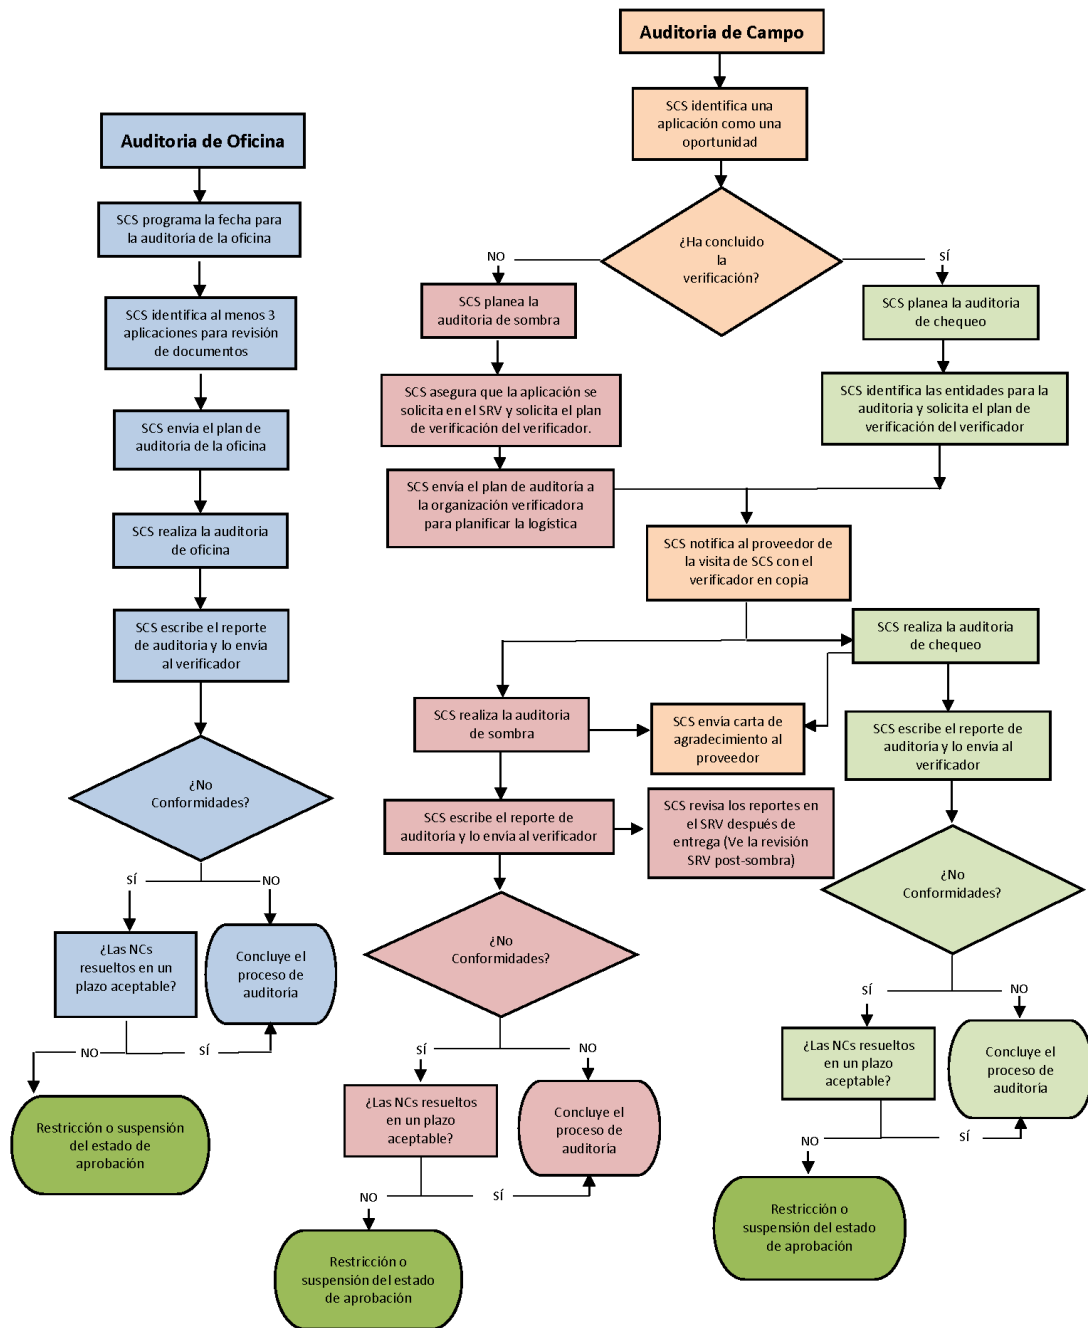 Auditoria de Oficina
SCS programa la fecha para
la auditoría de la oficina
SCS identifica al menos 3
aplicaciones para revisión
de documentos
SCS envía el plan de
auditoría de la oficina
SCS realiza la auditoria
de oficina
SCS escribe el reporte
de auditoria y lo envía
al verificador
¿No
Conformidades?
SÍ
NO
¿Las NCs
resueltos en un
plazo aceptable?
Concluye el
proceso de
auditoría
NO
SÍ
Restricción o suspensión
del estado de
aprobación
Auditoria de Campo
SCS identifica una
aplicación como una
oportunidad
¿Ha concluido
la
verificación?
NO
SÍ
SCS planea la
auditoria de sombra
SCS planea la auditoria
de chequeo
SCS asegura que la aplicación se
solicita en el SRV y solicita el plan
de verificación del verificador.
SCS identifica las entidades para la
auditoria y solicita el plan de
verificación del verificador
SCS envía el plan de auditoria a
la organización verificadora
para planificar la logística
SCS notifica al proveedor de
la visita de SCS con el
verificador en copia
SCS realiza la auditoria
de chequeo
SCS realiza la auditoria
de sombra
SCS envía carta de
agradecimiento al
proveedor
SCS escribe el reporte de
auditoria y lo envía al
verificador
SCS escribe el reporte de
auditoria y lo envía al verificador
SCS revisa los reportes en
el SRV después de
entrega (Ve la revisión
SRV post-sombra)
¿No
Conformidades?
SÍ
NO
¿Las NCs resueltos
en un plazo
aceptable?
Concluye el
proceso de
auditoría
NO
SÍ
Restricción o
suspensión del estado
de aprobación
¿No
Conformidades?
SÍ
NO
¿Las NCs resueltos
en un plazo
aceptable?
Concluye el
proceso de
auditoría
NO
SÍ
Restricción o
suspensión del estado
de aprobación